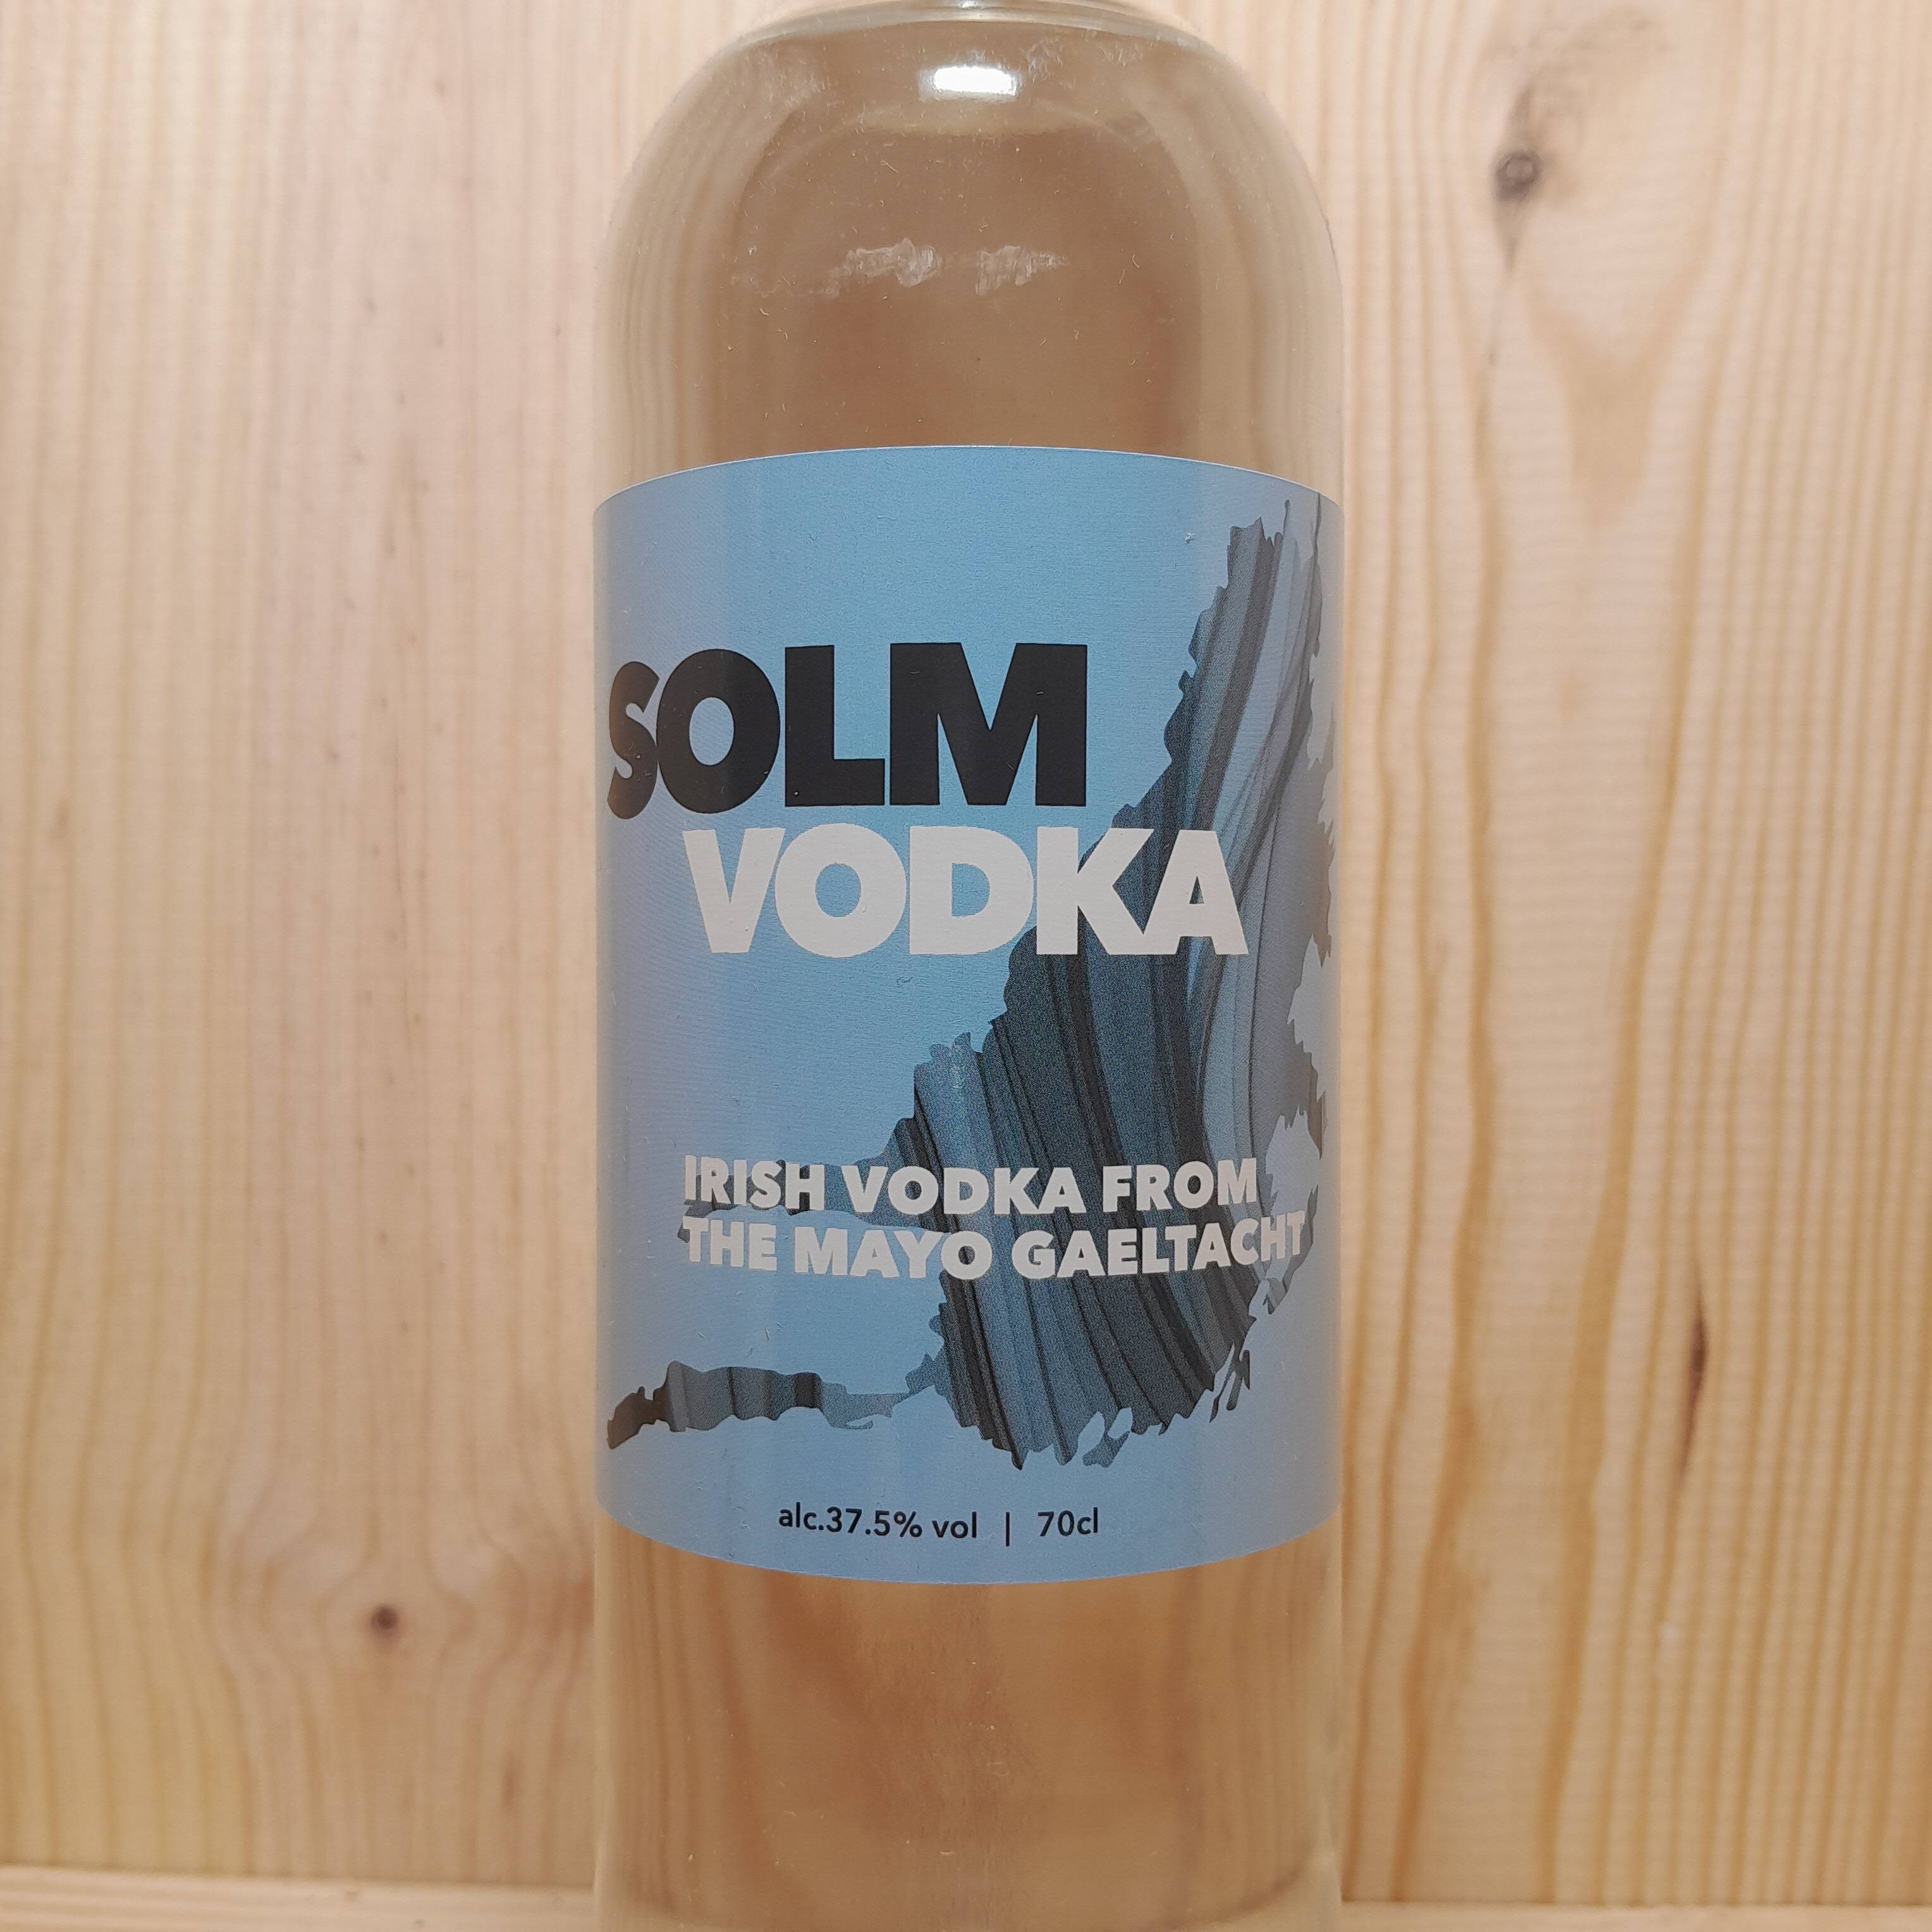 SOLM
VODKA
IRISH VODKA FROM
THE MAYO GAELTACHT
alc.37.5% vol | 70cl